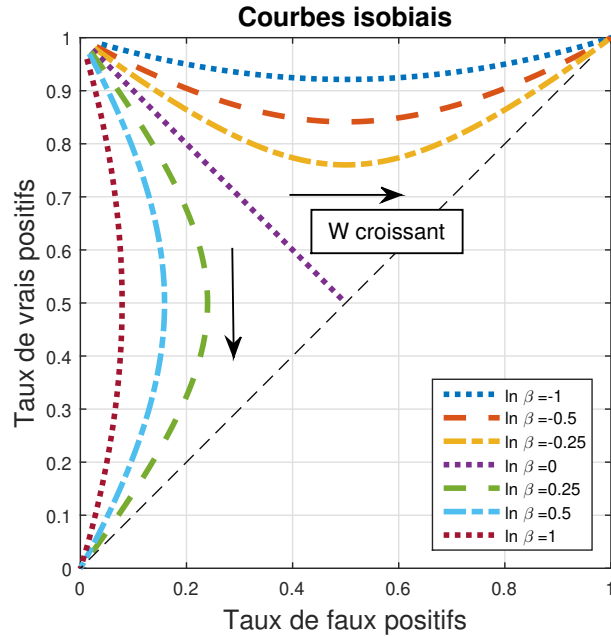 Courbes isobiais
1
0.9
0.8
0.7
0.6
0.5
0.4
0.3
0.2
0.1
0
0 0.2 0.4 0.6 0.8 1
Taux de vrais positifs
Taux de faux positifs
W croissant
ln β =-1
ln β =-0.5
ln β =-0.25
ln β =0
ln β =0.25
ln β =0.5
ln β =1